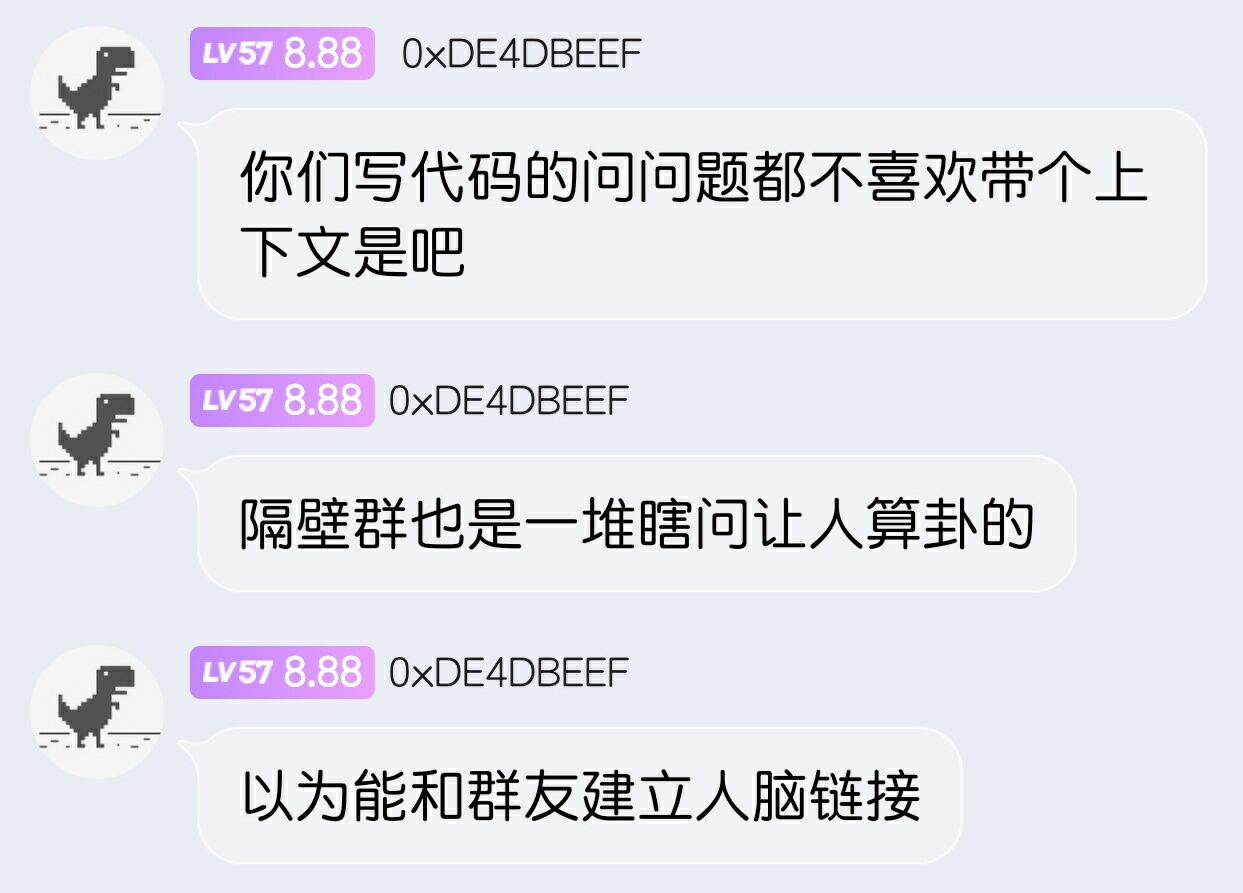 LV57 8.88 0xDE4DBEEF
你们写代码的问问题都不喜欢带个上
下文是吧
LV57 8.88 0xDE4DBEEF
隔壁群也是一堆瞎问让人算卦的
LV57 8.88 0xDE4DBEEF
以为能和群友建立人脑链接